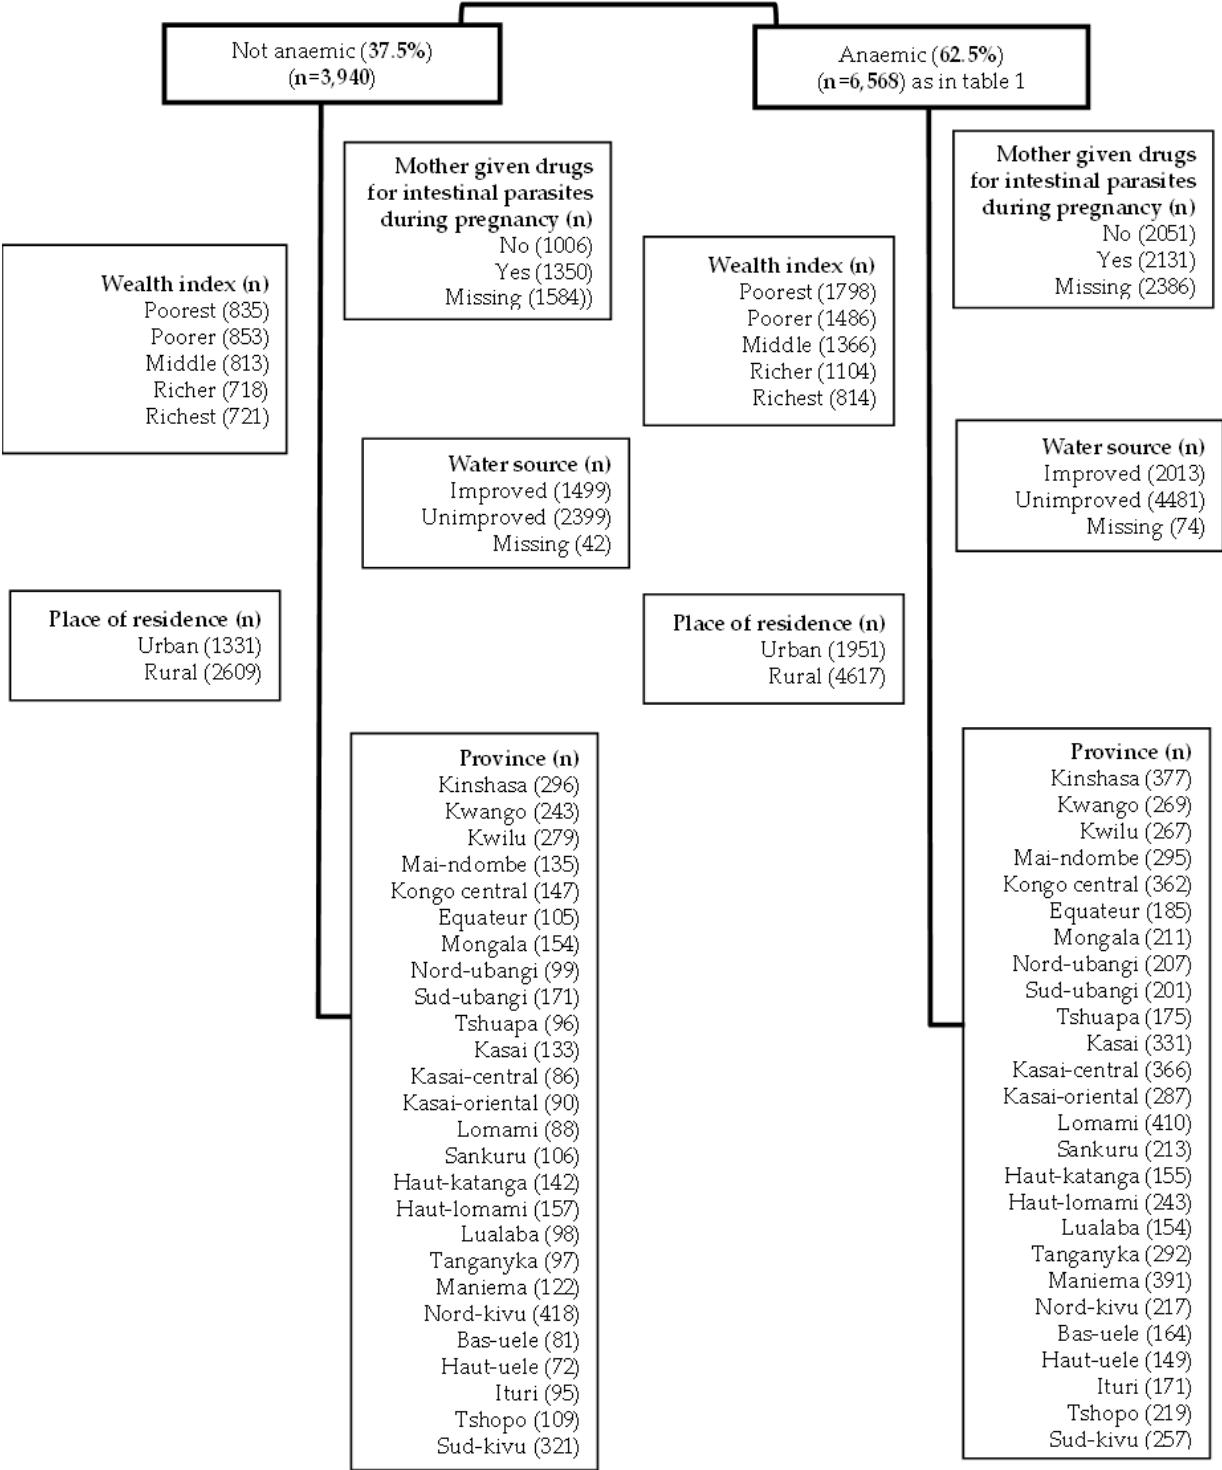 Not anaemic (37.5%)
(n=3,940)
Anaemic (62.5%)
(n=6,568) as in table 1
Mother given drugs
for intestinal parasites
during pregnancy (n)
No (1006)
Yes (1350)
Missing (1584))
Wealth index (n)
Poorest (835)
Poorer (853)
Middle (813)
Richer (718)
Richest (721)
Water source (n)
Improved (1499)
Unimproved (2399)
Missing (42)
Place of residence (n)
Urban (1331)
Rural (2609)
Province (n)
Kinshasa (296)
Kwango (243)
Kwilu (279)
Mai-ndombe (135)
Kongo central (147)
Equateur (105)
Mongala (154)
Nord-ubangi (99)
Sud-ubangi (171)
Tshuapa (96)
Kasai (133)
Kasai-central (86)
Kasai-oriental (90)
Lomami (88)
Sankuru (106)
Haut-katanga (142)
Haut-lomami (157)
Lualaba (98)
Tanganyka (97)
Maniema (122)
Nord-kivu (418)
Bas-uele (81)
Haut-uele (72)
Ituri (95)
Tshopo (109)
Sud-kivu (321)
Mother given drugs
for intestinal parasites
during pregnancy (n)
No (2051)
Yes (2131)
Missing (2386)
Wealth index (n)
Poorest (1798)
Poorer (1486)
Middle (1366)
Richer (1104)
Richest (814)
Water source (n)
Improved (2013)
Unimproved (4481)
Missing (74)
Place of residence (n)
Urban (1951)
Rural (4617)
Province (n)
Kinshasa (377)
Kwango (269)
Kwilu (267)
Mai-ndombe (295)
Kongo central (362)
Equateur (185)
Mongala (211)
Nord-ubangi (207)
Sud-ubangi (201)
Tshuapa (175)
Kasai (331)
Kasai-central (366)
Kasai-oriental (287)
Lomami (410)
Sankuru (213)
Haut-katanga (155)
Haut-lomami (243)
Lualaba (154)
Tanganyka (292)
Maniema (391)
Nord-kivu (217)
Bas-uele (164)
Haut-uele (149)
Ituri (171)
Tshopo (219)
Sud-kivu (257)